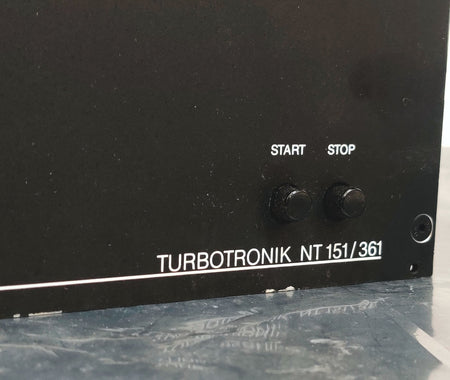 START STOP
TURBOTRONIK NT 151/361